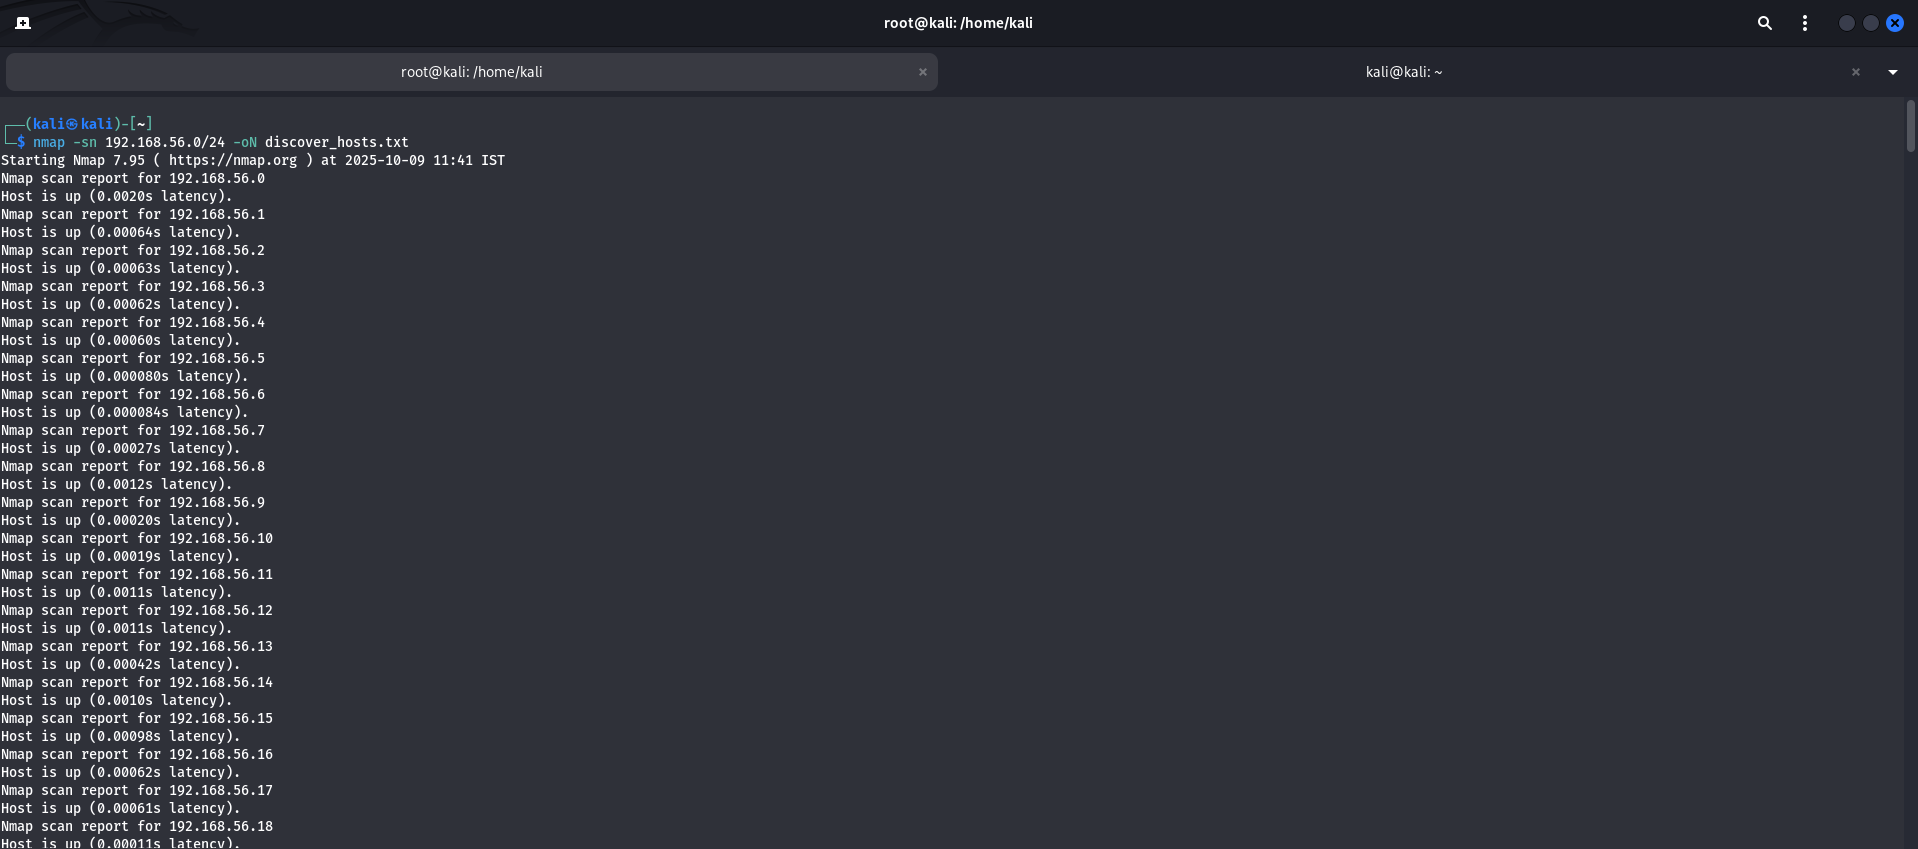 root@kali: /home/kali
root@kali: /home/kali
kali@kali: ~
┌──(kali㉿kali)-[~]
└─$ nmap -sn 192.168.56.0/24 -oN discover_hosts.txt
Starting Nmap 7.95 ( https://nmap.org ) at 2025-10-09 11:41 IST
Nmap scan report for 192.168.56.0
Host is up (0.0020s latency).
Nmap scan report for 192.168.56.1
Host is up (0.00064s latency).
Nmap scan report for 192.168.56.2
Host is up (0.00063s latency).
Nmap scan report for 192.168.56.3
Host is up (0.00062s latency).
Nmap scan report for 192.168.56.4
Host is up (0.00060s latency).
Nmap scan report for 192.168.56.5
Host is up (0.000080s latency).
Nmap scan report for 192.168.56.6
Host is up (0.000084s latency).
Nmap scan report for 192.168.56.7
Host is up (0.00027s latency).
Nmap scan report for 192.168.56.8
Host is up (0.0012s latency).
Nmap scan report for 192.168.56.9
Host is up (0.00020s latency).
Nmap scan report for 192.168.56.10
Host is up (0.00019s latency).
Nmap scan report for 192.168.56.11
Host is up (0.0011s latency).
Nmap scan report for 192.168.56.12
Host is up (0.0011s latency).
Nmap scan report for 192.168.56.13
Host is up (0.00042s latency).
Nmap scan report for 192.168.56.14
Host is up (0.0010s latency).
Nmap scan report for 192.168.56.15
Host is up (0.00098s latency).
Nmap scan report for 192.168.56.16
Host is up (0.00062s latency).
Nmap scan report for 192.168.56.17
Host is up (0.00061s latency).
Nmap scan report for 192.168.56.18
Host is up (0.00011s latency).